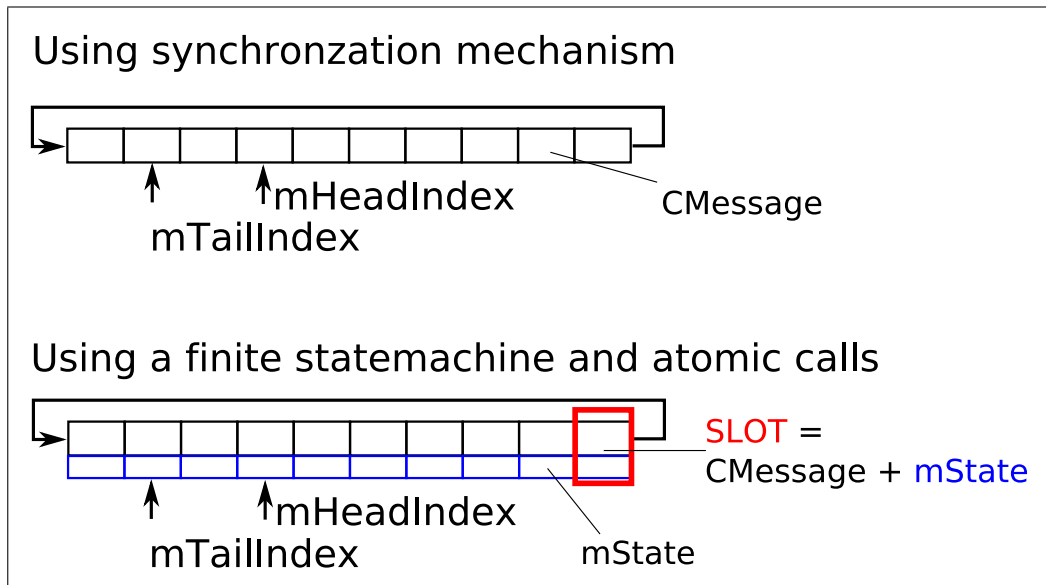 Using synchronzation mechanism
mHeadIndex
CMessage
mTailIndex
Using a finite statemachine and atomic calls
SLOT =
CMessage + mState
mHeadIndex
mTailIndex
mState